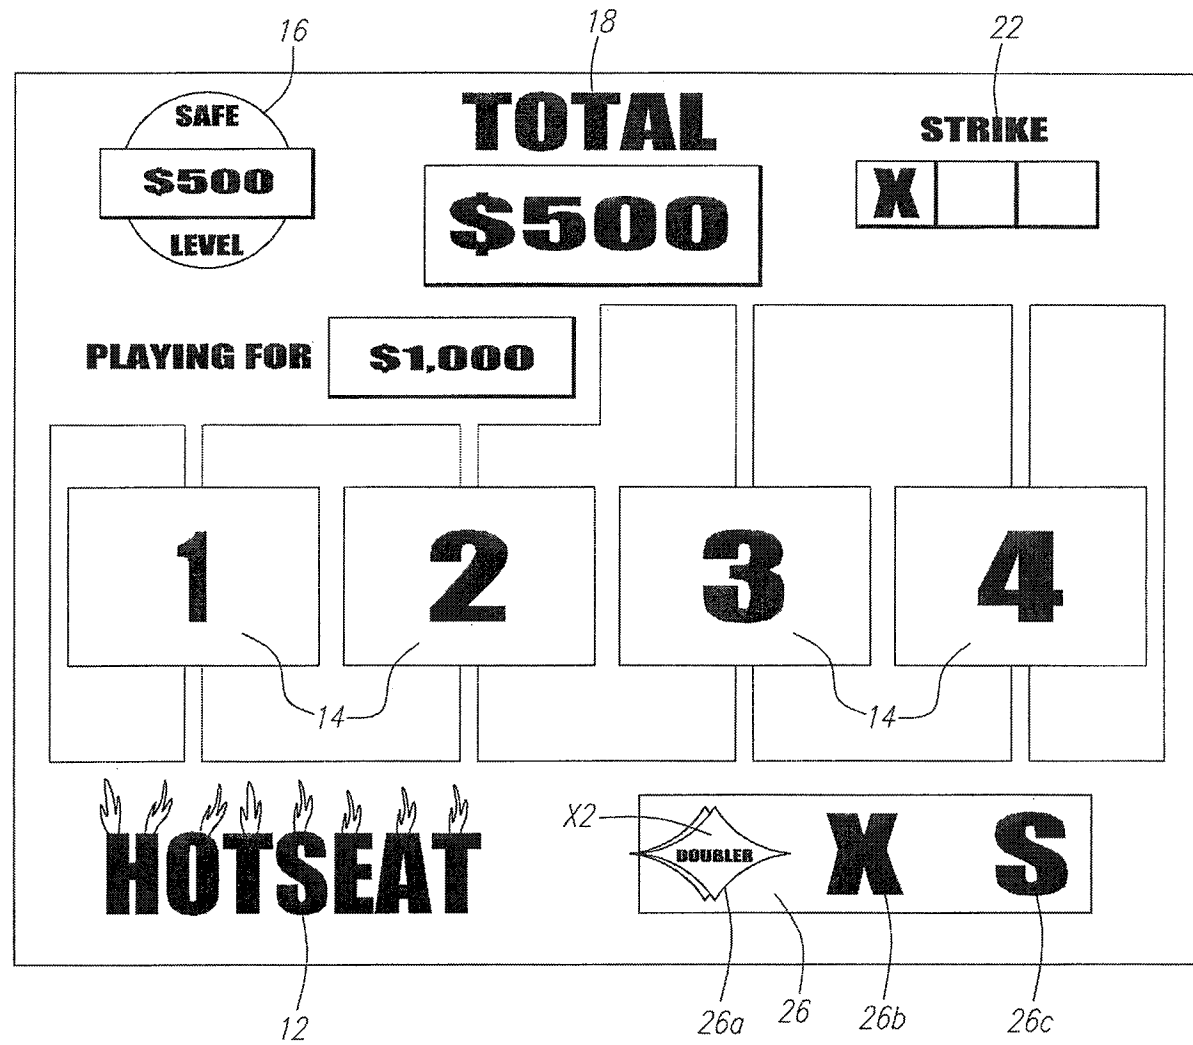 16
18
22
SAFE
$500
LEVEL
TOTAL
$500
STRIKE
X
PLAYING FOR $1,000
1 2 3 4
14 14
HOTSEAT
X2
DOUBLER X S
12
26a 26 26b 26c